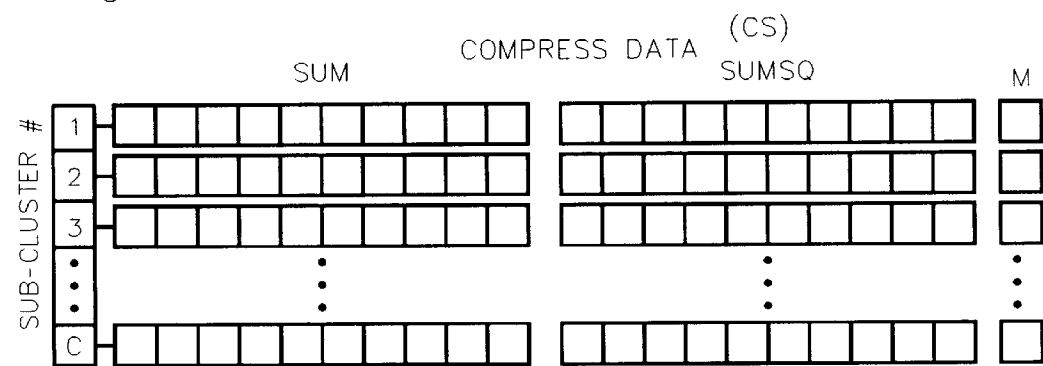 (CS)
COMPRESS DATA
SUM
SUMSQ
M
SUB-CLUSTER #
1
2
3
C